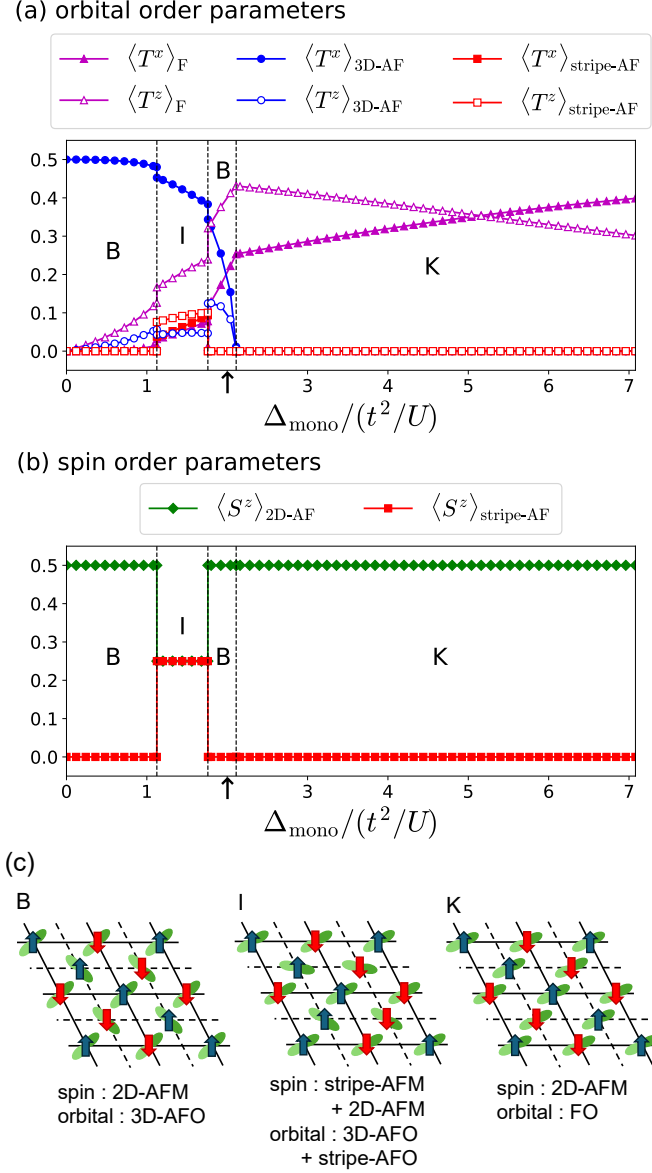 (a) orbital order parameters
⟨T^x⟩_F ⟨T^x⟩_3D-AF ⟨T^x⟩_stripe-AF
⟨T^z⟩_F ⟨T^z⟩_3D-AF ⟨T^z⟩_stripe-AF
0.5
0.4
0.3
0.2
0.1
0.0
B
I
B
K
0 1 3 4 5 6 7
↑
Δ_mono/(t^2/U)
(b) spin order parameters
⟨S^z⟩_2D-AF ⟨S^z⟩_stripe-AF
0.5
0.4
0.3
0.2
0.1
0.0
B
I
B
K
0 1 3 4 5 6 7
↑
Δ_mono/(t^2/U)
(c)
B
spin : 2D-AFM
orbital : 3D-AFO
I
spin : stripe-AFM
+ 2D-AFM
orbital : 3D-AFO
+ stripe-AFO
K
spin : 2D-AFM
orbital : FO